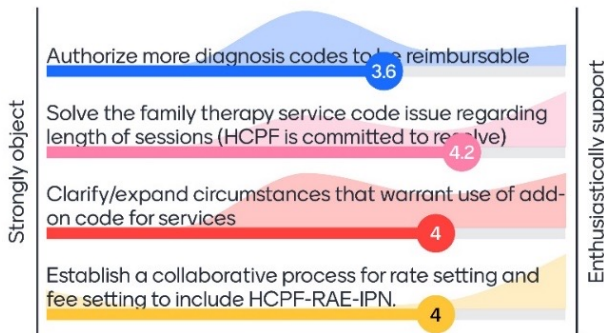 Strongly object
Authorize more diagnosis codes to be reimbursable
3.6
Solve the family therapy service code issue regarding
length of sessions (HCPF is committed to resolve)
4.2
Clarify/expand circumstances that warrant use of add-
on code for services
4
Establish a collaborative process for rate setting and
fee setting to include HCPF-RAE-IPN.
4
Enthusiastically support